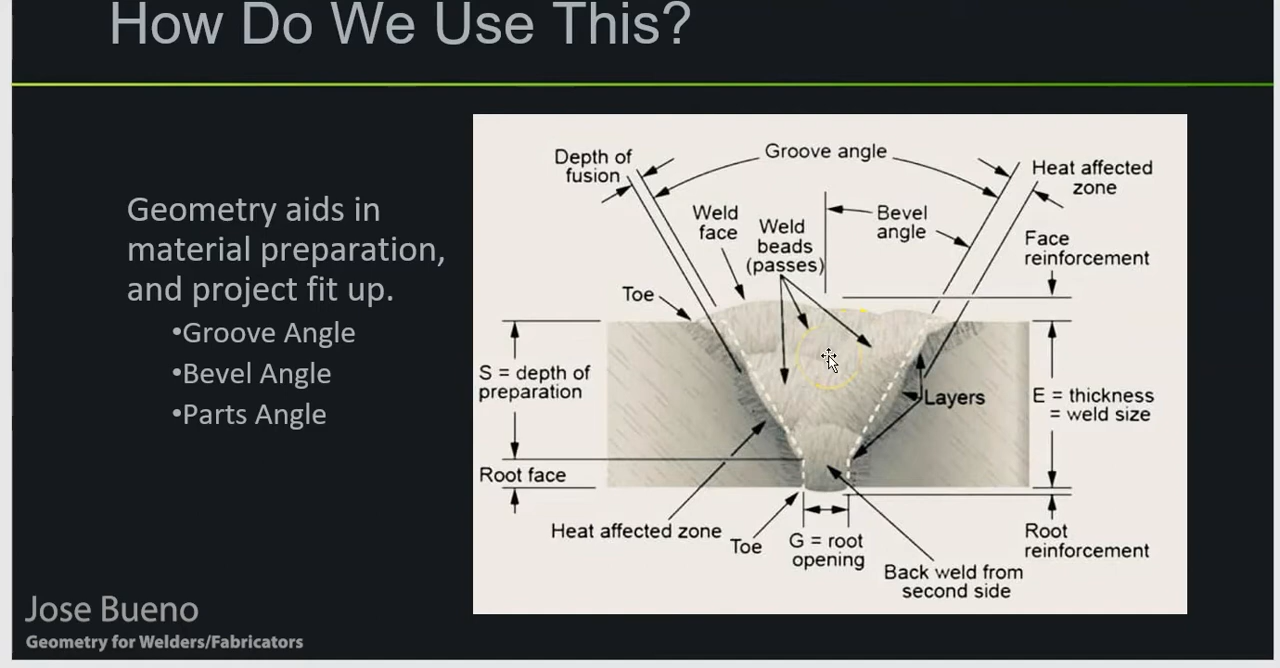 How Do We Use This?
Geometry aids in
material preparation,
and project fit up.
•Groove Angle
•Bevel Angle
•Parts Angle
Depth of
fusion
Groove angle
Heat affected
zone
Weld
face
Weld
beads
(passes)
Bevel
angle
Face
reinforcement
Toe
S = depth of
preparation
Layers
E = thickness
= weld size
Root face
Heat affected zone
Toe
G = root
opening
Root
reinforcement
Back weld from
second side
Jose Bueno
Geometry for Welders/Fabricators